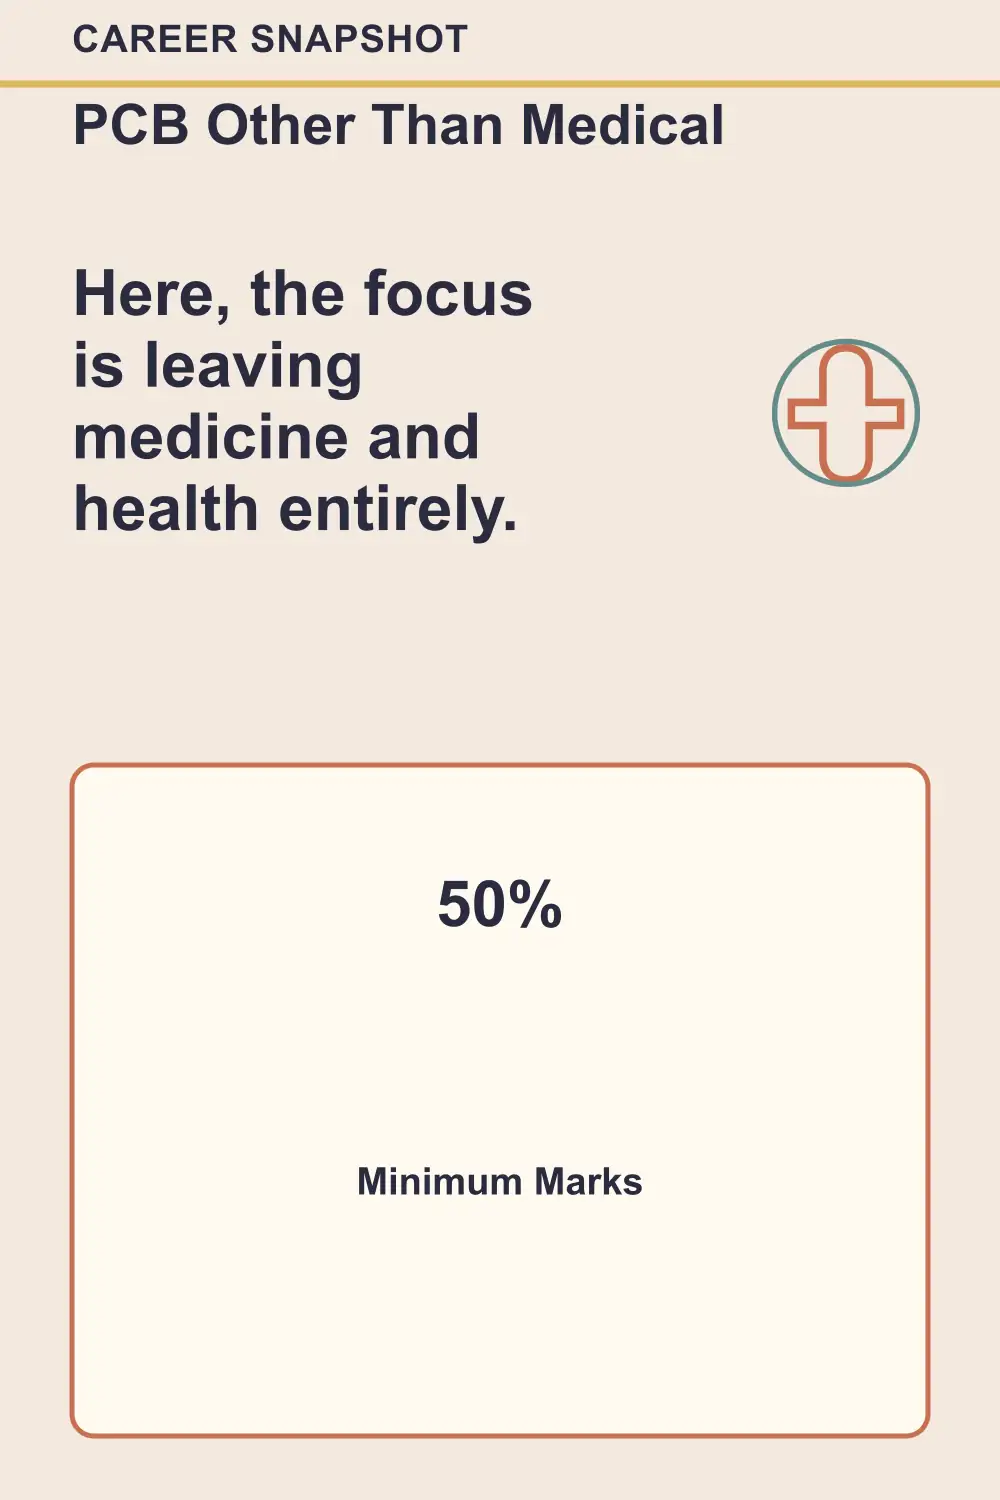 CAREER SNAPSHOT
PCB Other Than Medical
Here, the focus
is leaving
medicine and
health entirely.
50%
Minimum Marks